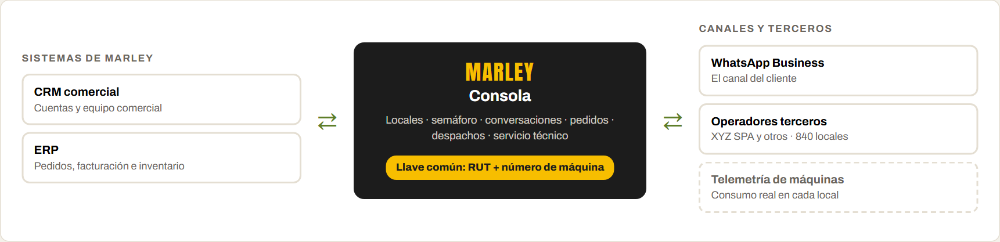 SISTEMAS DE MARLEY
CRM comercial
Cuentas y equipo comercial
ERP
Pedidos, facturación e inventario
MARLEY
Consola
Locales · semáforo · conversaciones · pedidos ·
despachos · servicio técnico
Llave común: RUT + número de máquina
CANALES Y TERCEROS
WhatsApp Business
El canal del cliente
Operadores terceros
XYZ SPA y otros · 840 locales
Telemetría de máquinas
Consumo real en cada local